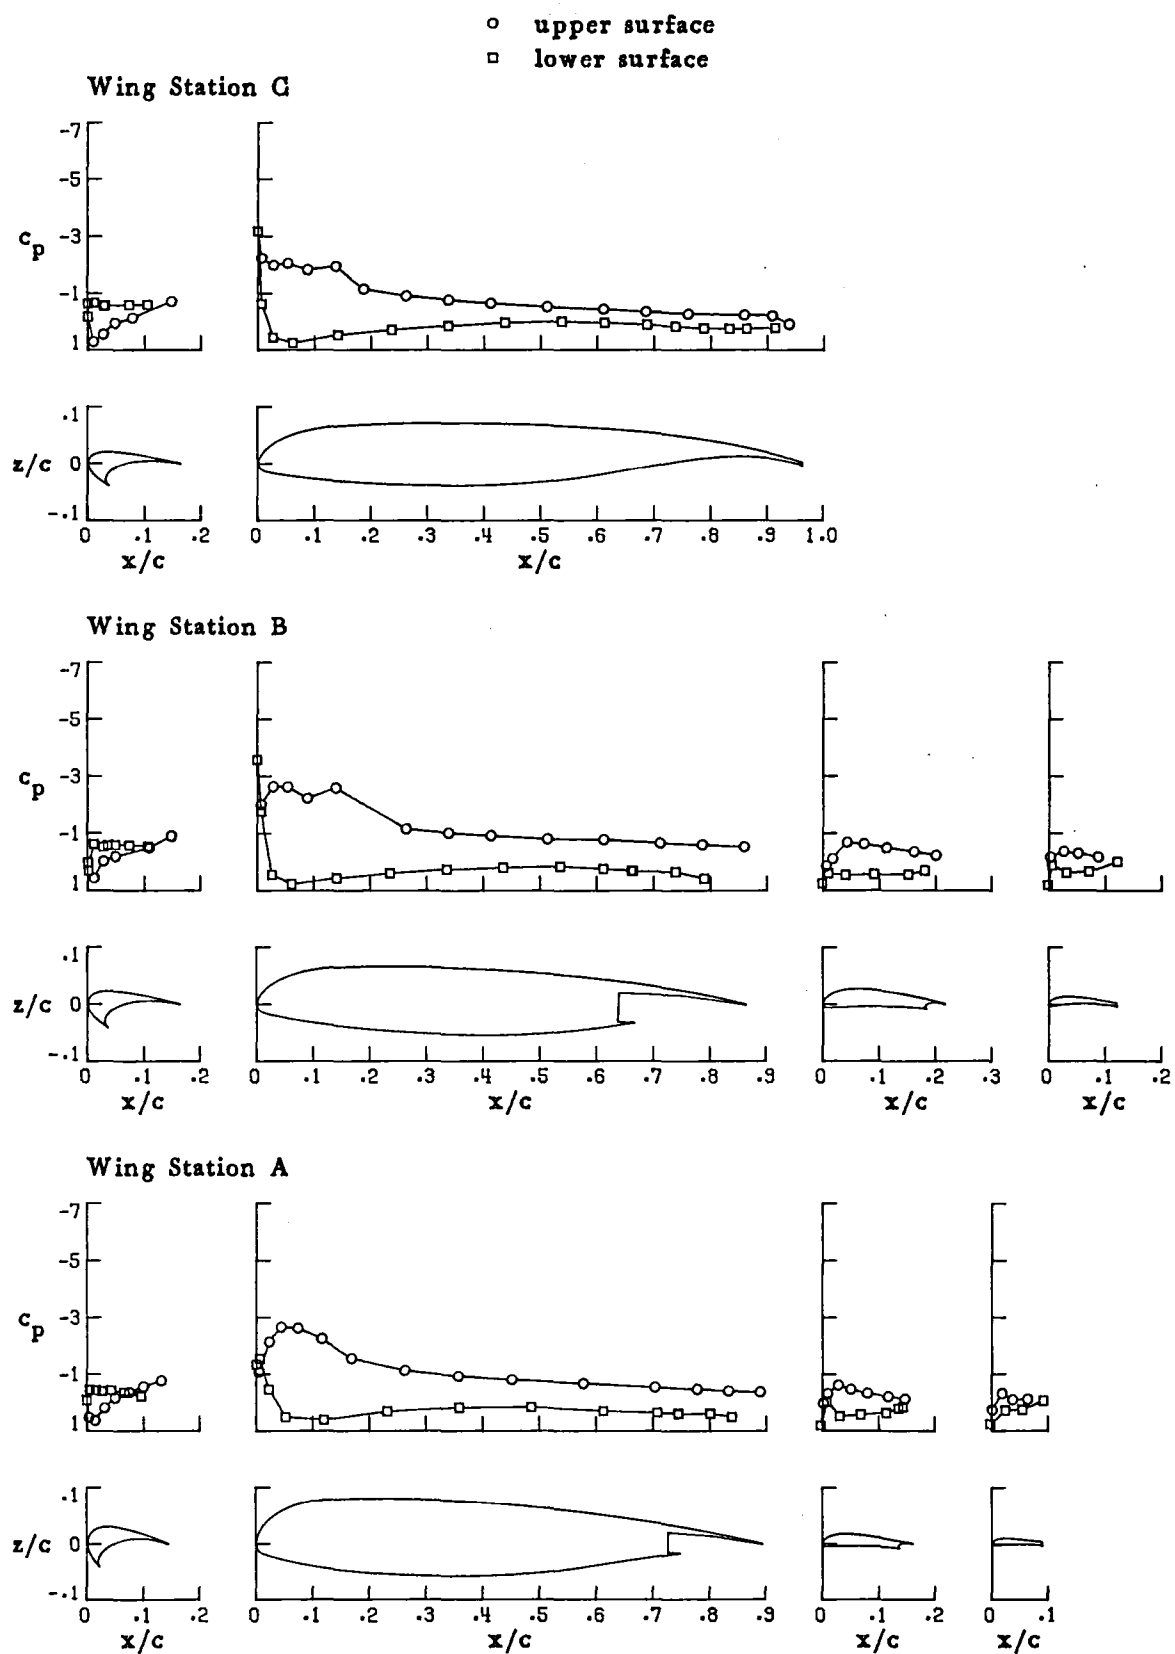 upper surface
lower surface
Wing Station C
-7
-5
-3
-1
1
c_p
.1
0
-.1
z/c
0 .1 .2
0 .1 .2 .3 .4 .5 .6 .7 .8 .9 1.0
x/c x/c
Wing Station B
-7
-5
-3
-1
1
c_p
.1
0
-.1
z/c
0 .1 .2 0 .1 .2 .3 .4 .5 .6 .7 .8 .9 0 .1 .2 .3 0 .1 .2
x/c x/c x/c x/c
Wing Station A
-7
-5
-3
-1
1
c_p
.1
0
-.1
z/c
0 .1 .2 0 .1 .2 .3 .4 .5 .6 .7 .8 .9 0 .1 .2 0 .1
x/c x/c x/c x/c